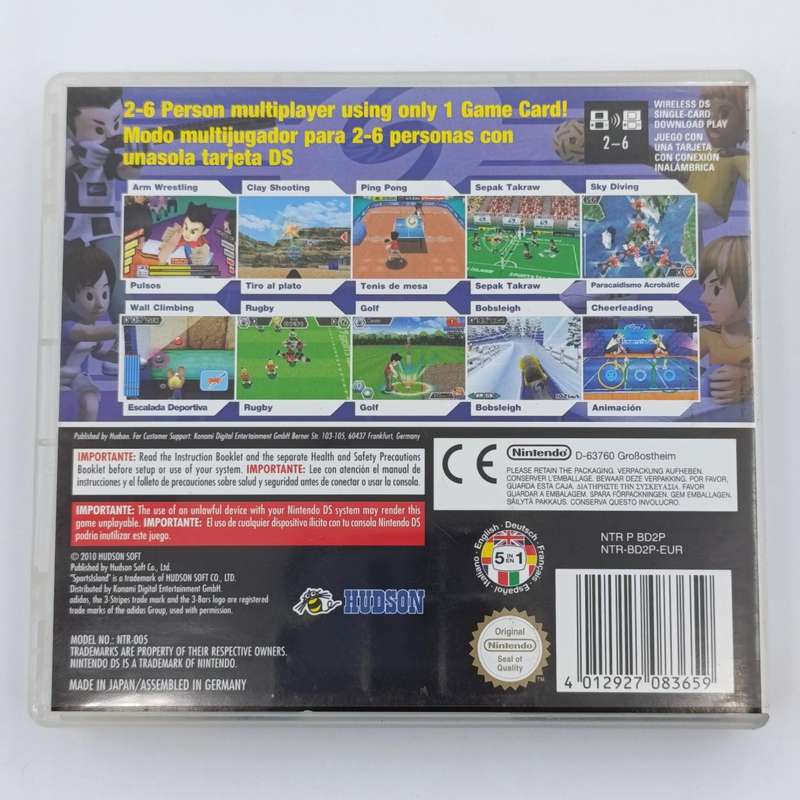 2-6 Person multiplayer using only 1 Game Card!
Modo multijugador para 2-6 personas con
unasola tarjeta DS
2-6
WIRELESS DS
SINGLE-CARD
DOWNLOAD PLAY
JUEGO CON
UNA TARJETA
CON CONEXIÓN
INALÁMBRICA
Arm Wrestling
Clay Shooting
Ping Pong
Sepak Takraw
Sky Diving
Pulsos
Tiro al plato
Tenis de mesa
Sepak Takraw
Paracaidismo Acrobátic
Wall Climbing
Rugby
Golf
Bobsleigh
Cheerleading
Escalada Deportiva
Rugby
Golf
Bobsleigh
Animación
Published by Hudson. For Customer Support: Konami Digital Entertainment GmbH Berner Str. 103-105, 60437 Frankfurt, Germany
IMPORTANTE: Read the Instruction Booklet and the separate Health and Safety Precautions
Booklet before setup or use of your system. IMPORTANTE: Lee con atención el manual de
instrucciones y el folleto de precauciones sobre salud y seguridad antes de conectar o usar la consola.
IMPORTANTE: The use of an unlawful device with your Nintendo DS system may render this
game unplayable. IMPORTANTE: El uso de cualquier dispositivo ilícito con tu consola Nintendo DS
podria inutilizar este juego.
© 2010 HUDSON SOFT
Published by Hudson Soft Co., Ltd.
"SportsIsland" is a trademark of HUDSON SOFT CO., LTD.
Distributed by Konami Digital Entertainment GmbH.
adidas, the 3-Stripes trade mark and the 3-Bars logo are registered
trade marks of the adidas Group, used with permission.
MODEL NO.: NTR-005
TRADEMARKS ARE PROPERTY OF THEIR RESPECTIVE OWNERS.
NINTENDO DS IS A TRADEMARK OF NINTENDO.
MADE IN JAPAN/ASSEMBLED IN GERMANY
HUDSON
CE
Nintendo
D-63760 Großostheim
PLEASE RETAIN THE PACKAGING. VERPACKUNG AUFHEBEN.
CONSERVER L'EMBALLAGE. BEWAAR DEZE VERPAKKING. POR FAVOR,
GUARDA ESTA CAJA. ΔΙΑΤΗΡΗΣΤΕ ΤΗΝ ΣΥΣΚΕΥΑΣΙΑ. FAVOR
GUARDAR A EMBALAGEM. SPARA FÖRPACKNINGEN. GEM EMBALLAGEN.
SÄILYTÄ PAKKAUS. CONSERVA QUESTO INVOLUCRO.
English · Deutsch · Français · Español · Italiano
5 IN EN 1
NTR P BD2P
NTR-BD2P-EUR
Original
Nintendo
Seal of
Quality
TM
4 012927 083659